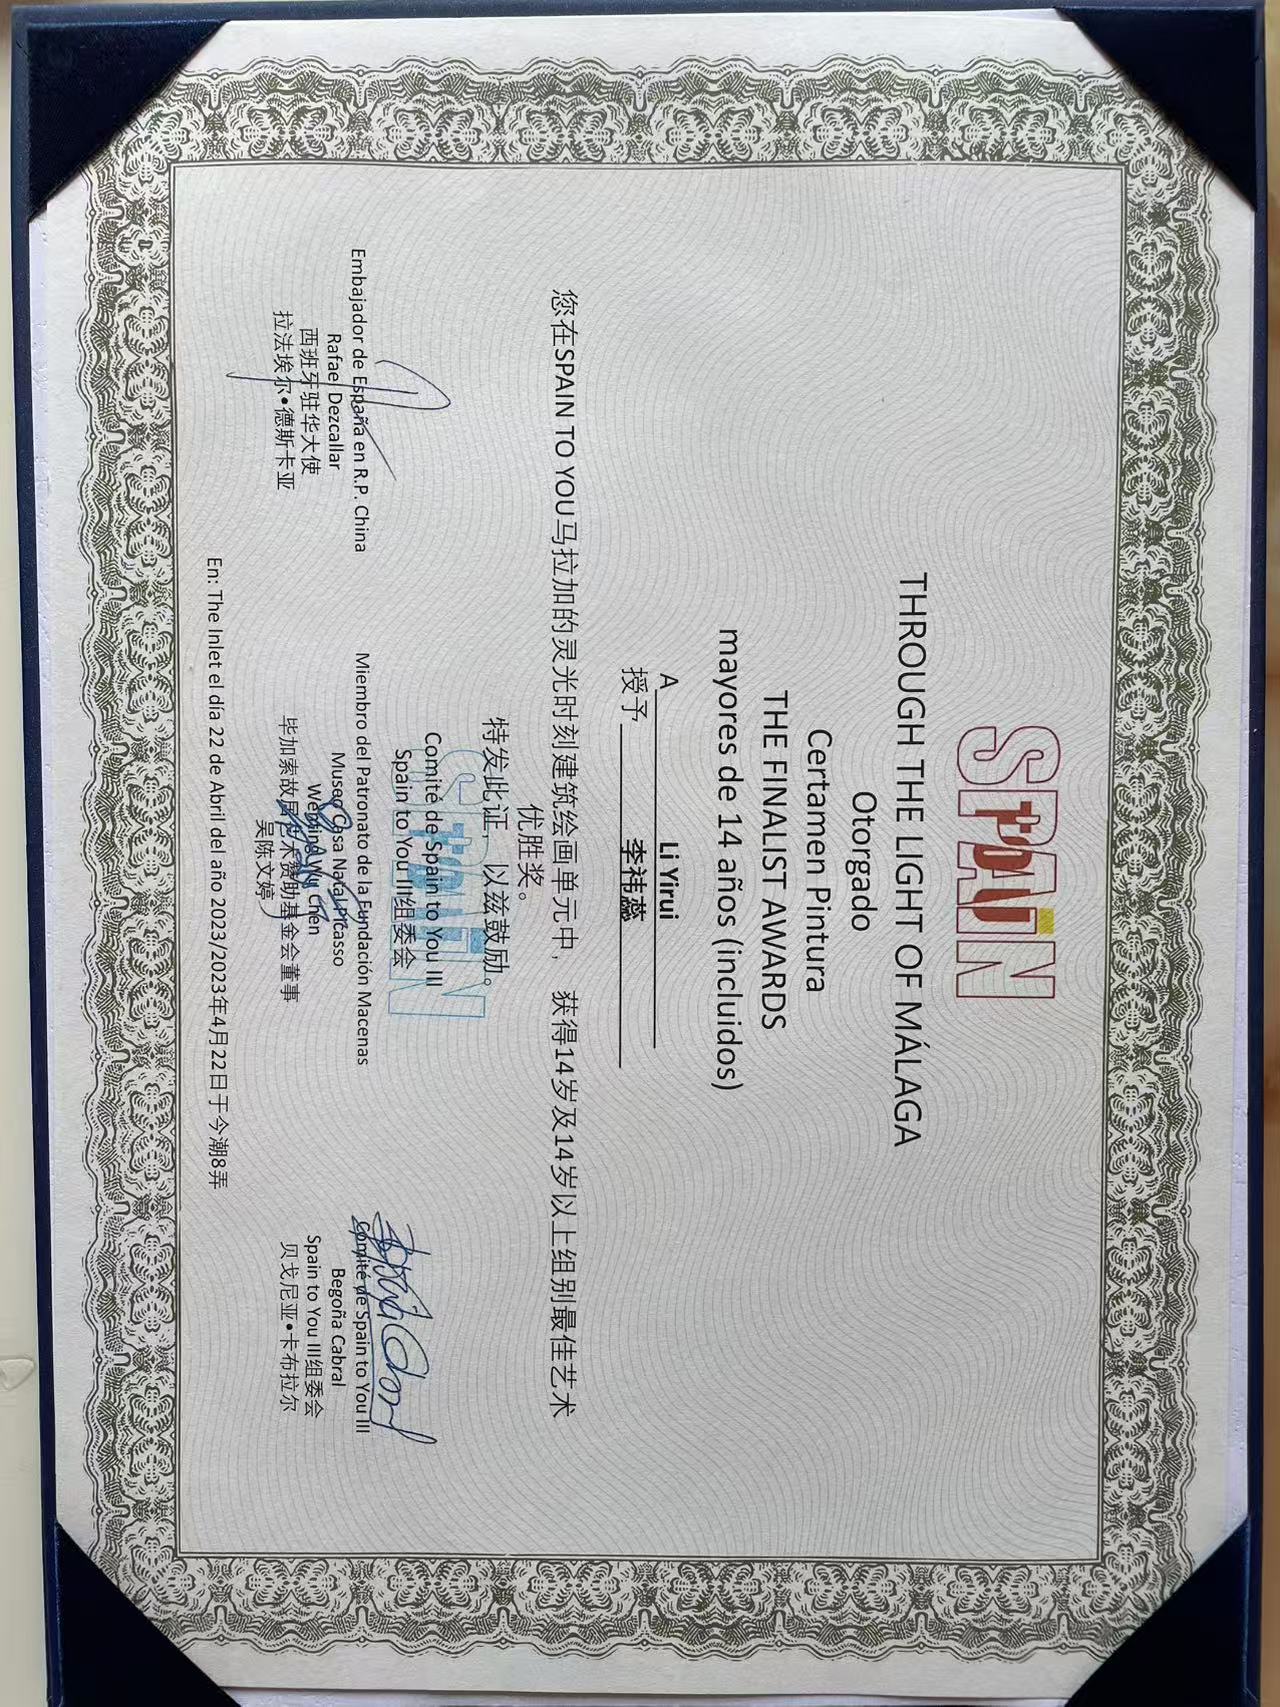 SPAIN
to you
THROUGH THE LIGHT OF MÁLAGA
Otorgado
Certamen Pintura
THE FINALIST AWARDS
mayores de 14 años (incluidos)
A Li Yirui
授予 李祎蕊
您在SPAIN TO YOU马拉加的灵光时刻建筑绘画单元中，获得14岁及14岁以上组别最佳艺术
优胜奖。
特发此证，以兹鼓励。
SPAIN
Comité de Spain to You III
Spain to You III组委会
Embajador de España en R.P. China
Rafael Dezcallar
西班牙驻华大使
拉法埃尔•德斯卡亚
Miembro del Patronato de la Fundación Macenas
Museo Casa Natal Picasso
Wenting Wu Chen
毕加索故居艺术赞助基金会董事
吴陈文婷
Comité de Spain to You III
Begoña Cabral
Spain to You III组委会
贝戈尼亚•卡布拉尔
En: The Inlet el día 22 de Abril del año 2023/2023年4月22日于今潮8弄